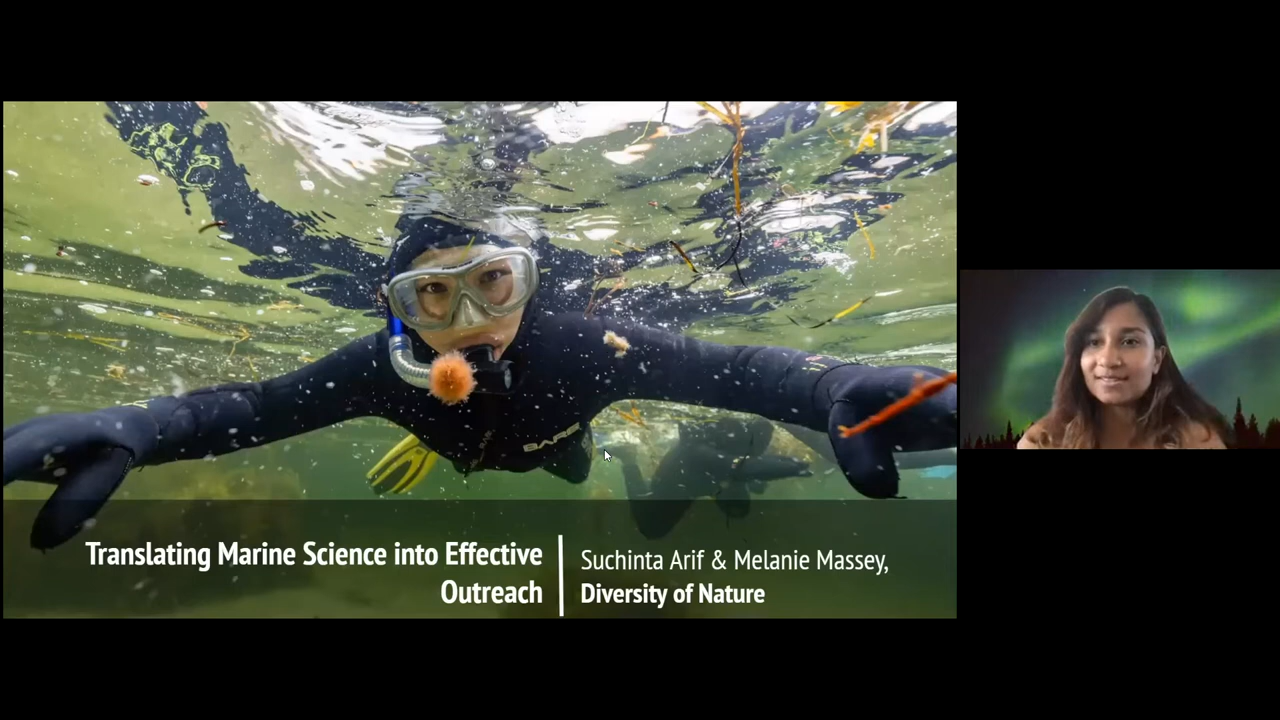 BARE
Translating Marine Science into Effective
Outreach
Suchinta Arif & Melanie Massey,
Diversity of Nature